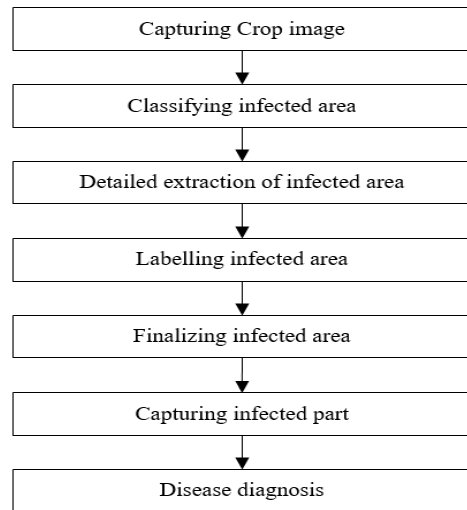 Capturing Crop image
Classifying infected area
Detailed extraction of infected area
Labelling infected area
Finalizing infected area
Capturing infected part
Disease diagnosis